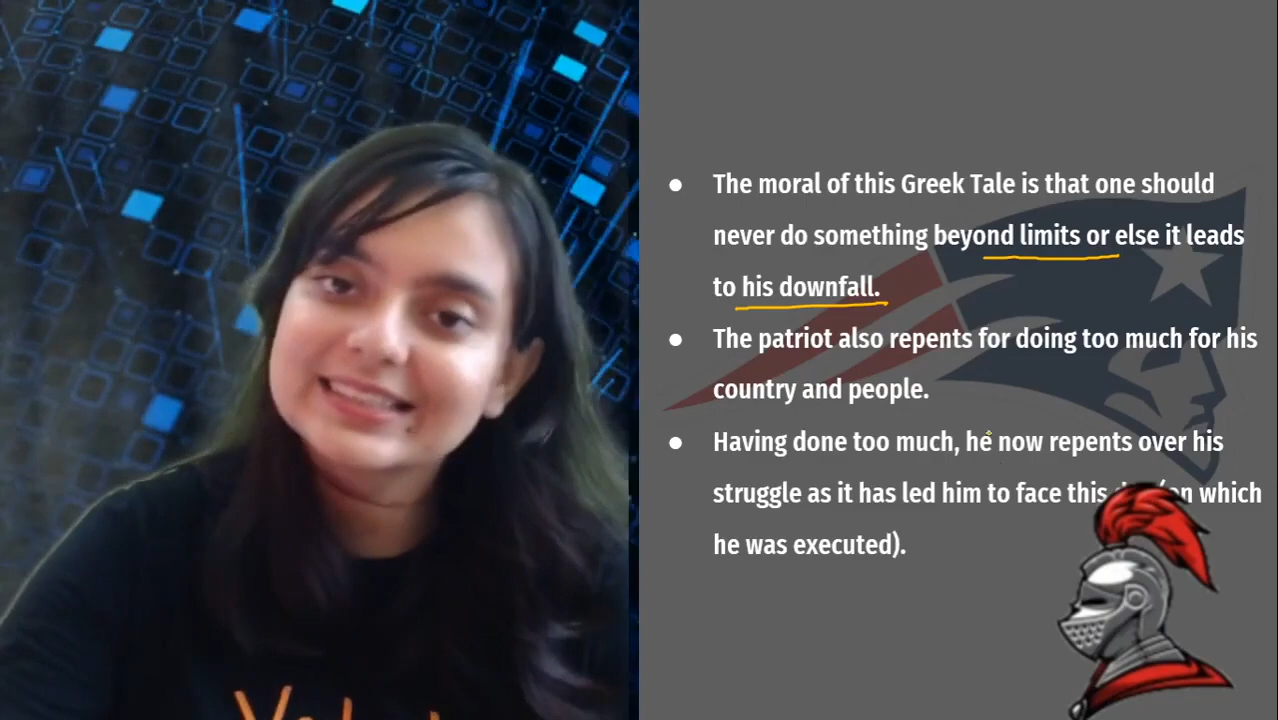 The moral of this Greek Tale is that one should
never do something beyond limits or else it leads
to his downfall.
The patriot also repents for doing too much for his
country and people.
Having done too much, he now repents over his
struggle as it has led him to face this which
he was executed).